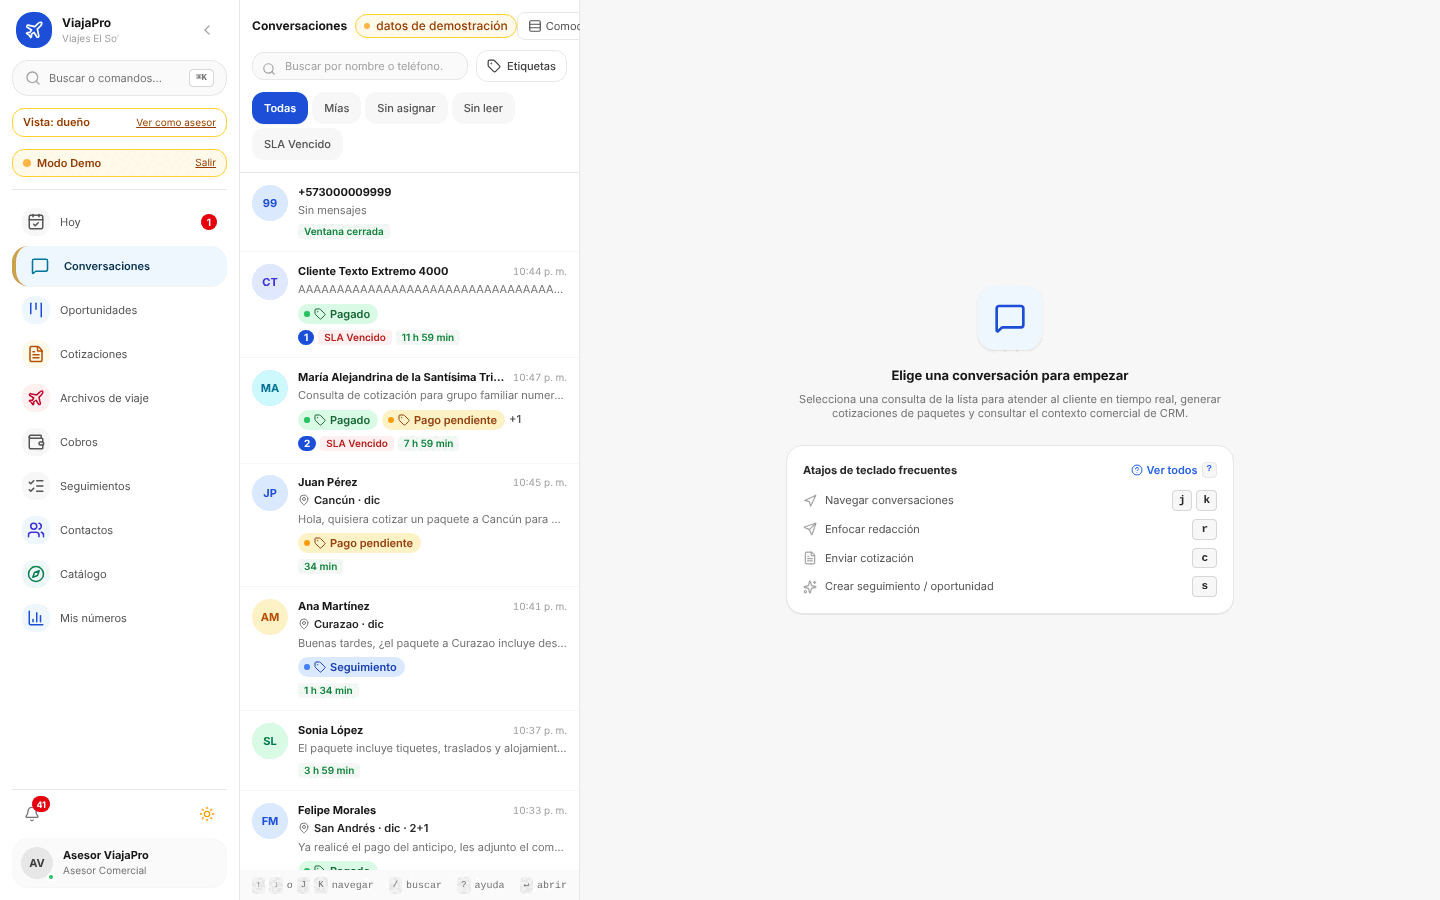 ViajaPro
Viajes El So
Buscar o comandos...
⌘K
Vista: dueño
Ver como asesor
Modo Demo
Salir
Hoy
1
Conversaciones
Oportunidades
Cotizaciones
Archivos de viaje
Cobros
Seguimientos
Contactos
Catálogo
Mis números
41
AV
Asesor ViajaPro
Asesor Comercial
Conversaciones
datos de demostración
Buscar por nombre o teléfono.
Etiquetas
Todas
Mías
Sin asignar
Sin leer
SLA Vencido
99
+573000009999
Sin mensajes
Ventana cerrada
CT
Cliente Texto Extremo 4000
10:44 p. m.
AAAAAAAAAAAAAAAAAAAAAAAAAAAAAAAAA...
Pagado
1
SLA Vencido
11 h 59 min
MA
María Alejandrina de la Santísima Tri...
10:47 p. m.
Consulta de cotización para grupo familiar numer...
Pagado
Pago pendiente
+1
2
SLA Vencido
7 h 59 min
JP
Juan Pérez
10:45 p. m.
Cancún · dic
Hola, quisiera cotizar un paquete a Cancún para ...
Pago pendiente
34 min
AM
Ana Martínez
10:41 p. m.
Curazao · dic
Buenas tardes, ¿el paquete a Curazao incluye des...
Seguimiento
1 h 34 min
SL
Sonia López
10:37 p. m.
El paquete incluye tiquetes, traslados y alojamient...
3 h 59 min
FM
Felipe Morales
10:33 p. m.
San Andrés · dic · 2+1
Ya realicé el pago del anticipo, les adjunto el com...
Pagado
↑ ↓ o J K navegar
/ buscar
? ayuda
↵ abrir
Elige una conversación para empezar
Selecciona una consulta de la lista para atender al cliente en tiempo real, generar
cotizaciones de paquetes y consultar el contexto comercial de CRM.
Atajos de teclado frecuentes
Ver todos ?
Navegar conversaciones
j k
Enfocar redacción
r
Enviar cotización
c
Crear seguimiento / oportunidad
s